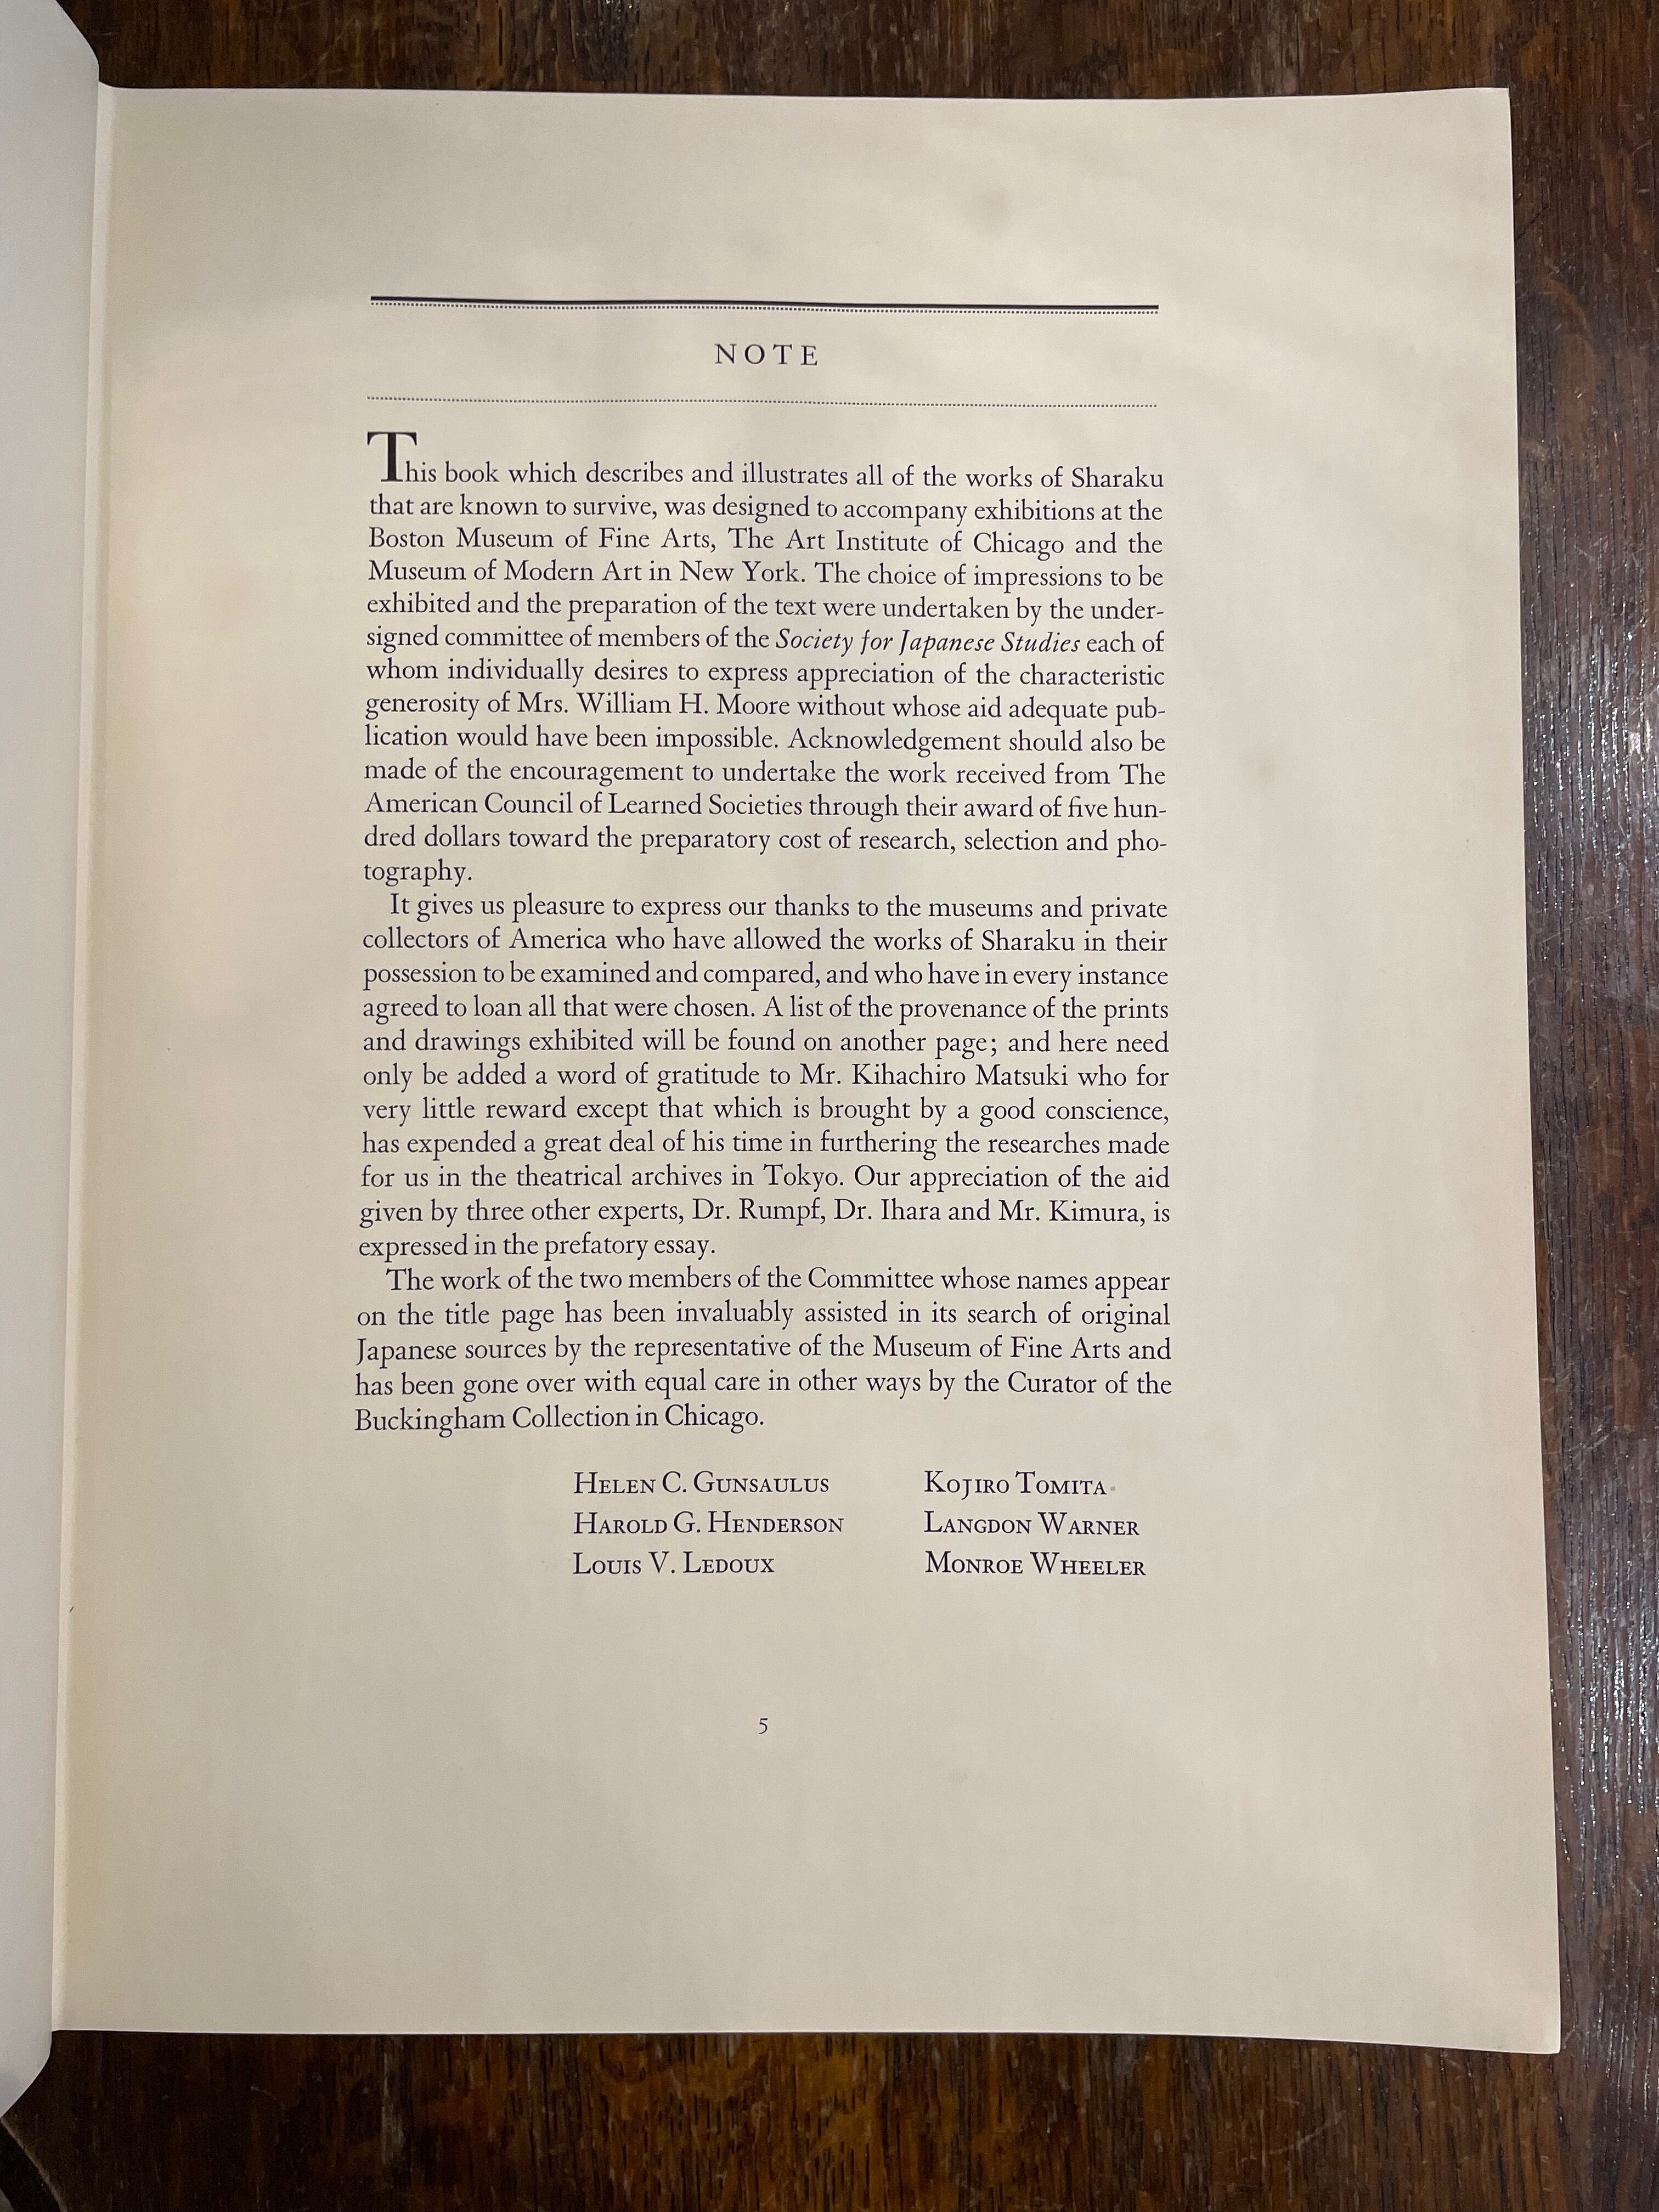 NOTE
This book which describes and illustrates all of the works of Sharaku
that are known to survive, was designed to accompany exhibitions at the
Boston Museum of Fine Arts, The Art Institute of Chicago and the
Museum of Modern Art in New York. The choice of impressions to be
exhibited and the preparation of the text were undertaken by the under-
signed committee of members of the Society for Japanese Studies each of
whom individually desires to express appreciation of the characteristic
generosity of Mrs. William H. Moore without whose aid adequate pub-
lication would have been impossible. Acknowledgement should also be
made of the encouragement to undertake the work received from The
American Council of Learned Societies through their award of five hun-
dred dollars toward the preparatory cost of research, selection and pho-
tography.
It gives us pleasure to express our thanks to the museums and private
collectors of America who have allowed the works of Sharaku in their
possession to be examined and compared, and who have in every instance
agreed to loan all that were chosen. A list of the provenance of the prints
and drawings exhibited will be found on another page; and here need
only be added a word of gratitude to Mr. Kihachiro Matsuki who for
very little reward except that which is brought by a good conscience,
has expended a great deal of his time in furthering the researches made
for us in the theatrical archives in Tokyo. Our appreciation of the aid
given by three other experts, Dr. Rumpf, Dr. Ihara and Mr. Kimura, is
expressed in the prefatory essay.
The work of the two members of the Committee whose names appear
on the title page has been invaluably assisted in its search of original
Japanese sources by the representative of the Museum of Fine Arts and
has been gone over with equal care in other ways by the Curator of the
Buckingham Collection in Chicago.
HELEN C. GUNSAULUS KOJIRO TOMITA
HAROLD G. HENDERSON LANGDON WARNER
LOUIS V. LEDOUX MONROE WHEELER
5